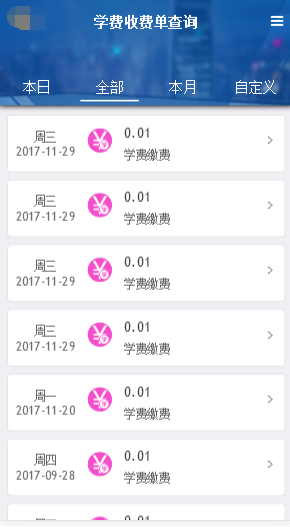 学费收费单查询
本日 全部 本月 自定义
周三 0.01
2017-11-29 学费缴费
周三 0.01
2017-11-29 学费缴费
周三 0.01
2017-11-29 学费缴费
周三 0.01
2017-11-29 学费缴费
周一 0.01
2017-11-20 学费缴费
周四 0.01
2017-09-28 学费缴费
0.01